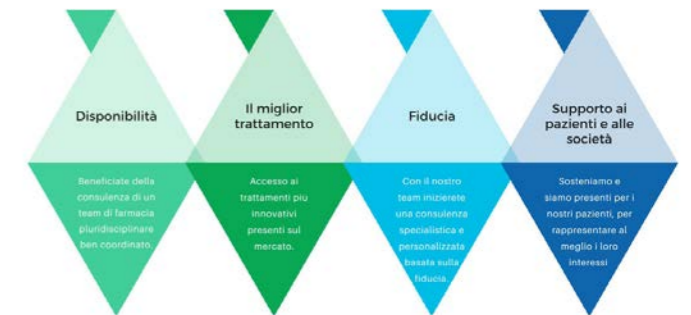 Disponibilità
Il miglior
trattamento
Fiducia
Supporto ai
pazienti e alle
società
Beneficiate della
consulenza di un
team di farmacia
pluridisciplinare
ben coordinato.
Accesso ai
trattamenti più
innovativi
presenti sul
mercato.
Con il nostro
team inizierete
una consulenza
specialistica e
personalizzata
basata sulla
fiducia.
Sosteniamo e
siamo presenti per i
nostri pazienti, per
rappresentare al
meglio i loro
interessi